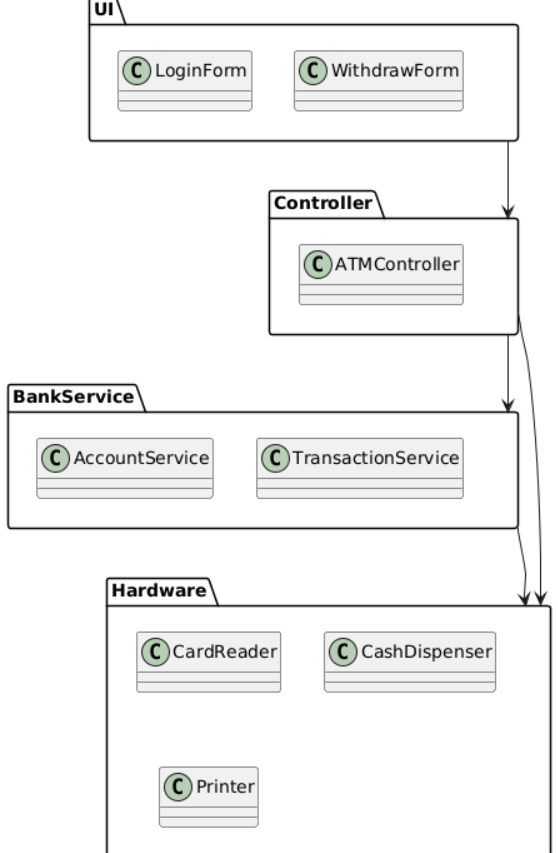 UI
C LoginForm
C WithdrawForm
Controller
C ATMController
BankService
C AccountService
C TransactionService
Hardware
C CardReader
C CashDispenser
C Printer